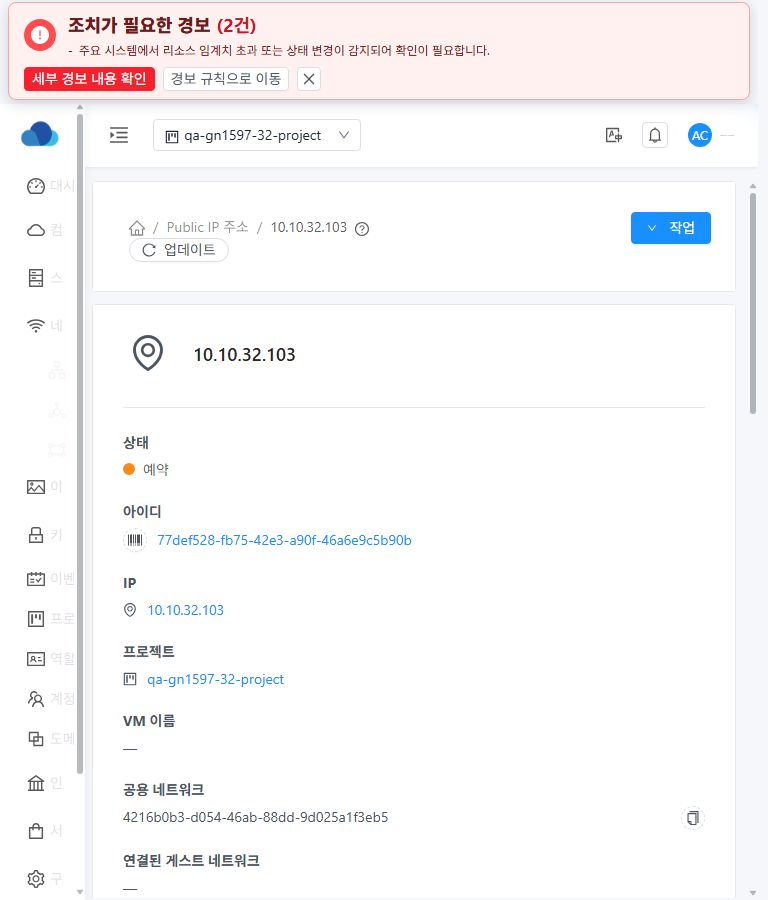 조치가 필요한 경보 (2건)
- 주요 시스템에서 리소스 임계치 초과 또는 상태 변경이 감지되어 확인이 필요합니다.
세부 경보 내용 확인
경보 규칙으로 이동
qa-gn1597-32-project
AC
대시
컴
스
네
이
키
이벤
프로
역할
계정
도메
인
서
구
/ Public IP 주소 / 10.10.32.103
업데이트
작업
10.10.32.103
상태
예약
아이디
77def528-fb75-42e3-a90f-46a6e9c5b90b
IP
10.10.32.103
프로젝트
qa-gn1597-32-project
VM 이름
—
공용 네트워크
4216b0b3-d054-46ab-88dd-9d025a1f3eb5
연결된 게스트 네트워크
—